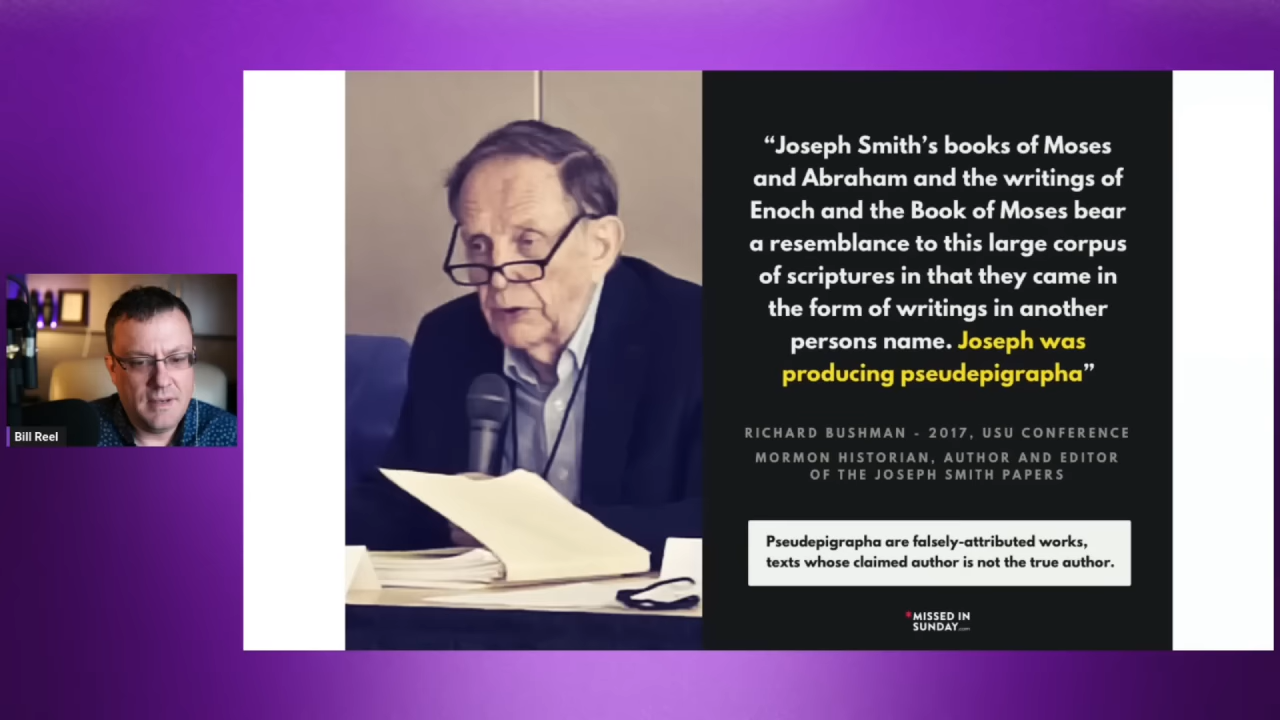 “Joseph Smith’s books of Moses
and Abraham and the writings of
Enoch and the Book of Moses bear
a resemblance to this large corpus
of scriptures in that they came in
the form of writings in another
persons name. Joseph was
producing pseudepigrapha”
RICHARD BUSHMAN - 2017, USU CONFERENCE
MORMON HISTORIAN, AUTHOR AND EDITOR
OF THE JOSEPH SMITH PAPERS
Pseudepigrapha are falsely-attributed works,
texts whose claimed author is not the true author.
*MISSED IN
SUNDAY
Bill Reel